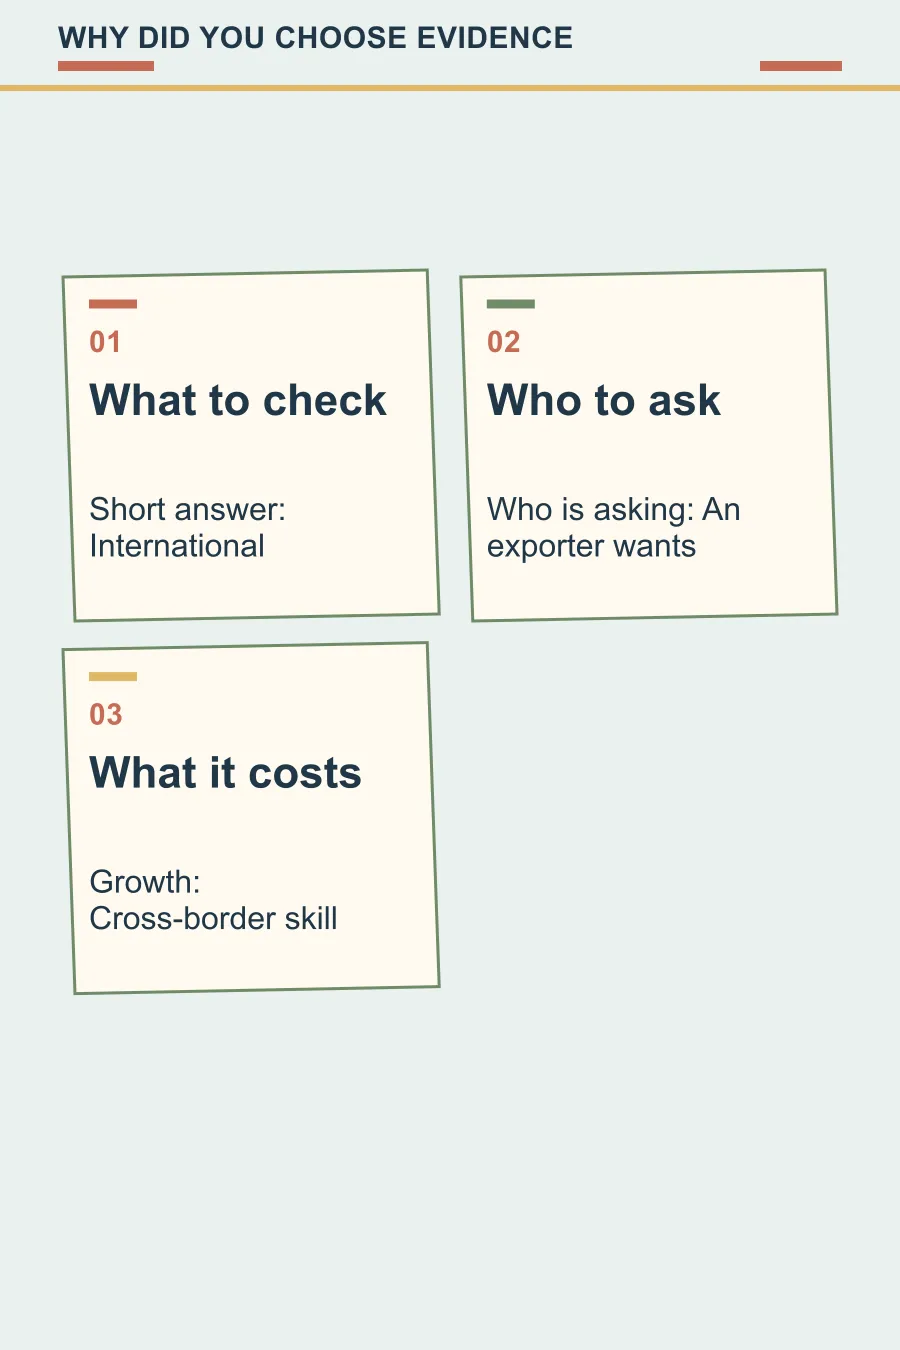 WHY DID YOU CHOOSE EVIDENCE
01
What to check
Short answer:
International
02
Who to ask
Who is asking: An
exporter wants
03
What it costs
Growth:
Cross-border skill